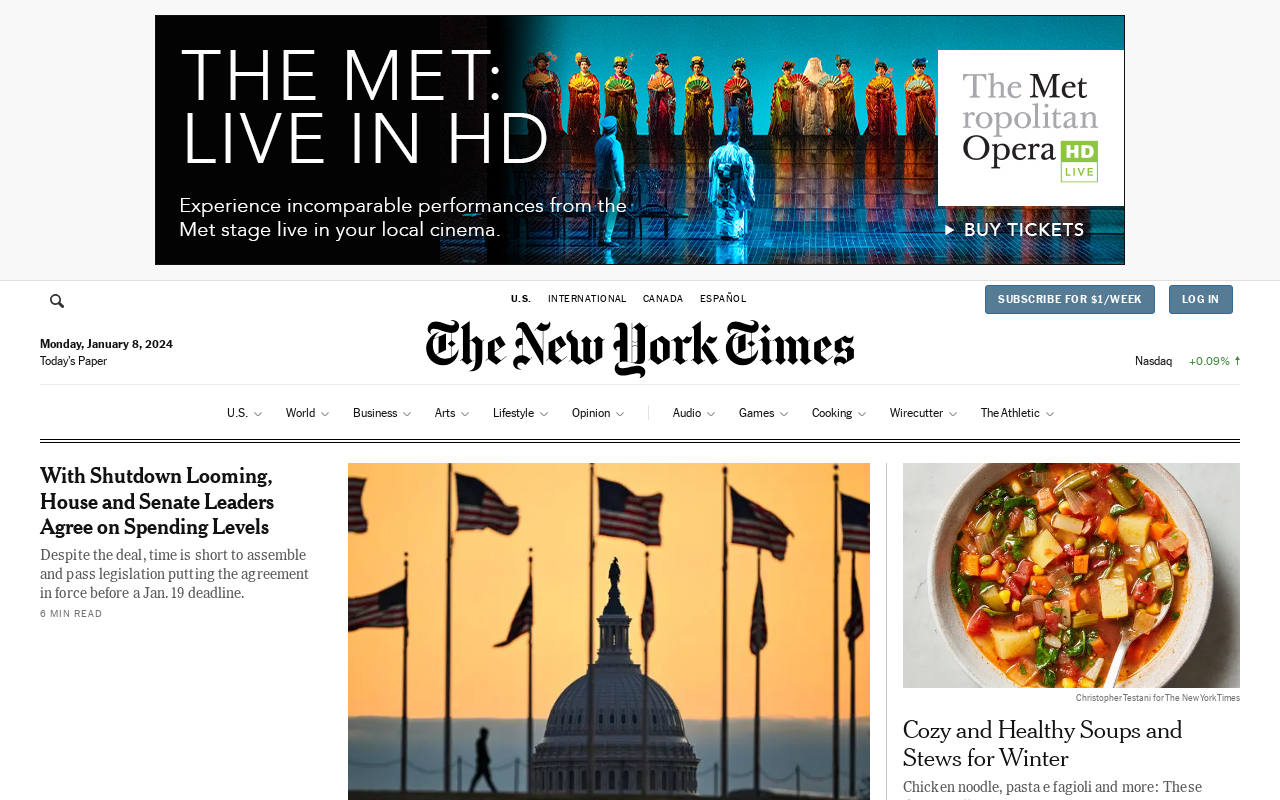 THE MET:
LIVE IN HD
Experience incomparable performances from the
Met stage live in your local cinema.
The Met
ropolitan
Opera HD
LIVE
BUY TICKETS
U.S. INTERNATIONAL CANADA ESPAÑOL
SUBSCRIBE FOR $1/WEEK LOG IN
The New York Times
Monday, January 8, 2024
Today's Paper
Nasdaq +0.09%
U.S. World Business Arts Lifestyle Opinion Audio Games Cooking Wirecutter The Athletic
With Shutdown Looming,
House and Senate Leaders
Agree on Spending Levels
Despite the deal, time is short to assemble
and pass legislation putting the agreement
in force before a Jan. 19 deadline.
6 MIN READ
Christopher Testani for The New York Times
Cozy and Healthy Soups and
Stews for Winter
Chicken noodle, pasta e fagioli and more: These